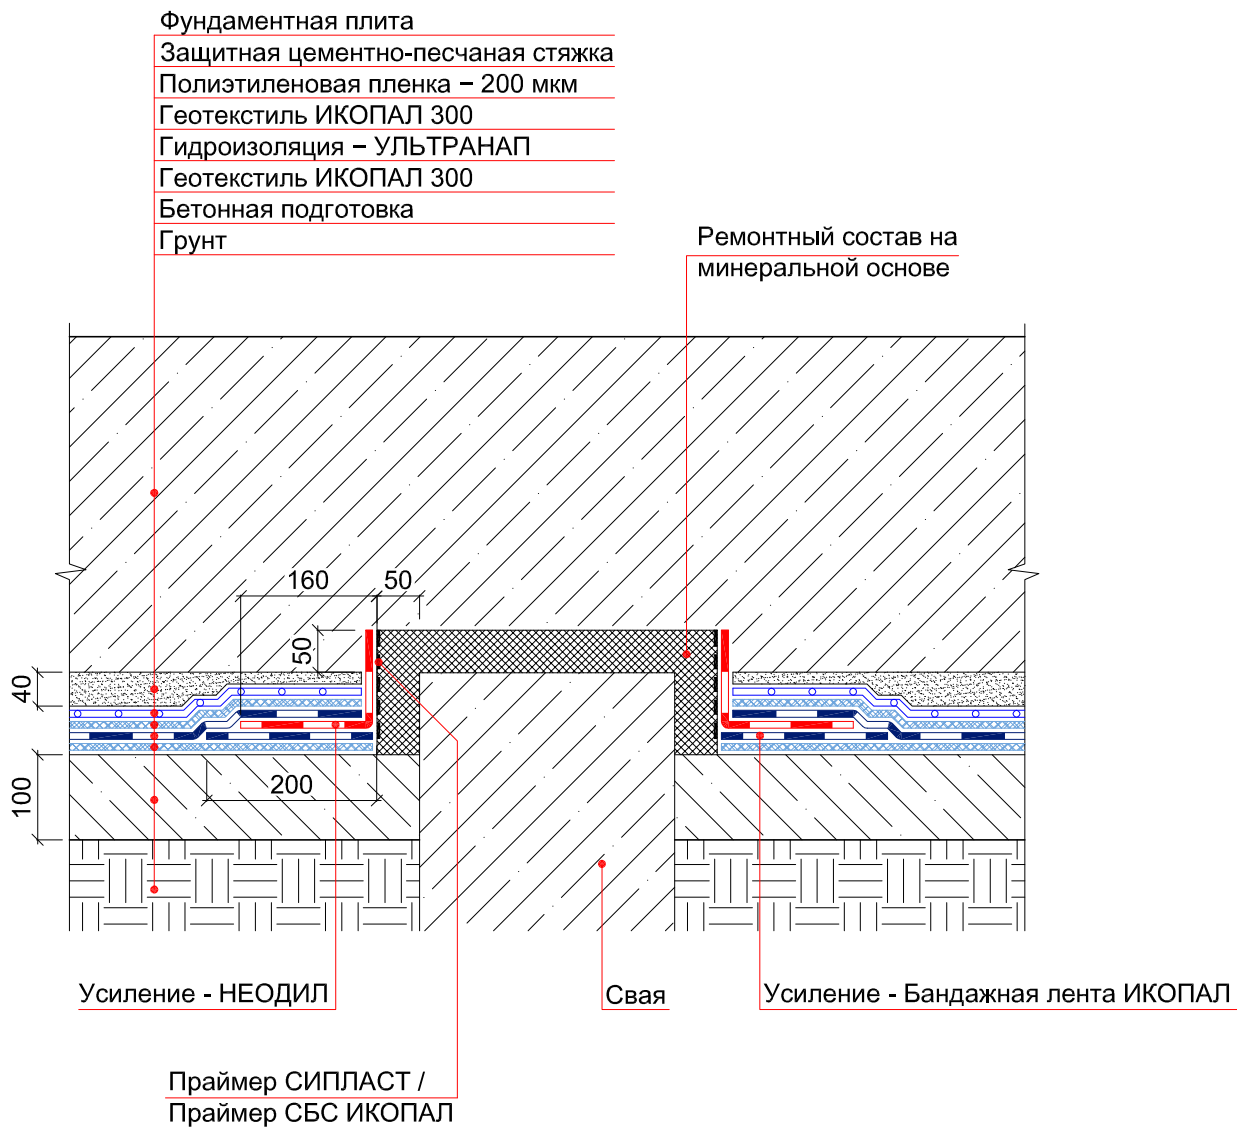 Фундаментная плита
Защитная цементно-песчаная стяжка
Полиэтиленовая пленка – 200 мкм
Геотекстиль ИКОПАЛ 300
Гидроизоляция – УЛЬТРАНАП
Геотекстиль ИКОПАЛ 300
Бетонная подготовка
Грунт
Ремонтный состав на
минеральной основе
160
50
50
40
200
100
Усиление - НЕОДИЛ
Свая
Усиление - Бандажная лента ИКОПАЛ
Праймер СИПЛАСТ /
Праймер СБС ИКОПАЛ